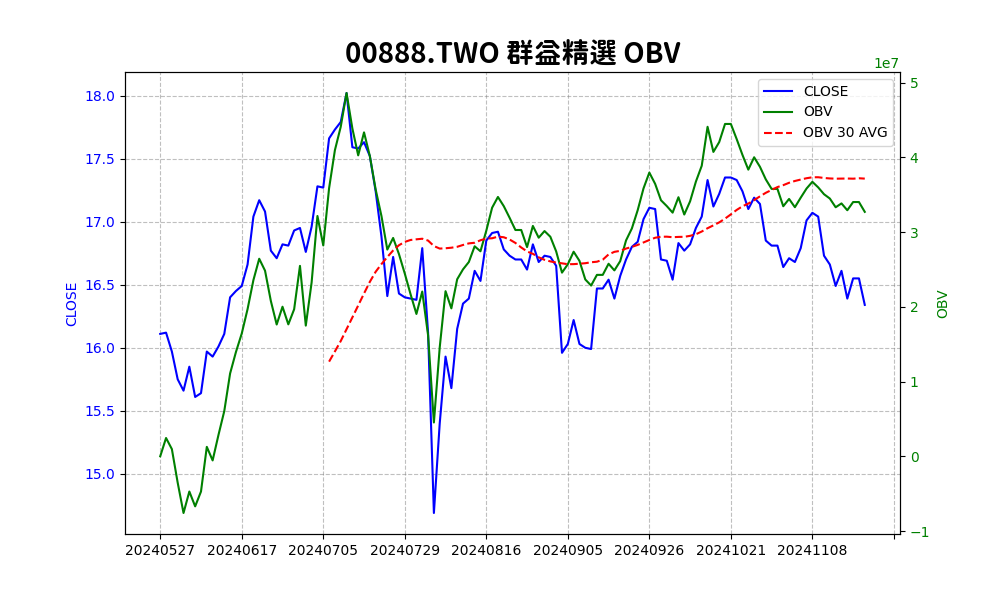 00888.TWO 群益精選 OBV
1e7
CLOSE
OBV
OBV 30 AVG
18.0
17.5
17.0
16.5
16.0
15.5
15.0
CLOSE
5
4
3
2
1
0
−1
OBV
20240527 20240617 20240705 20240729 20240816 20240905 20240926 20241021 20241108